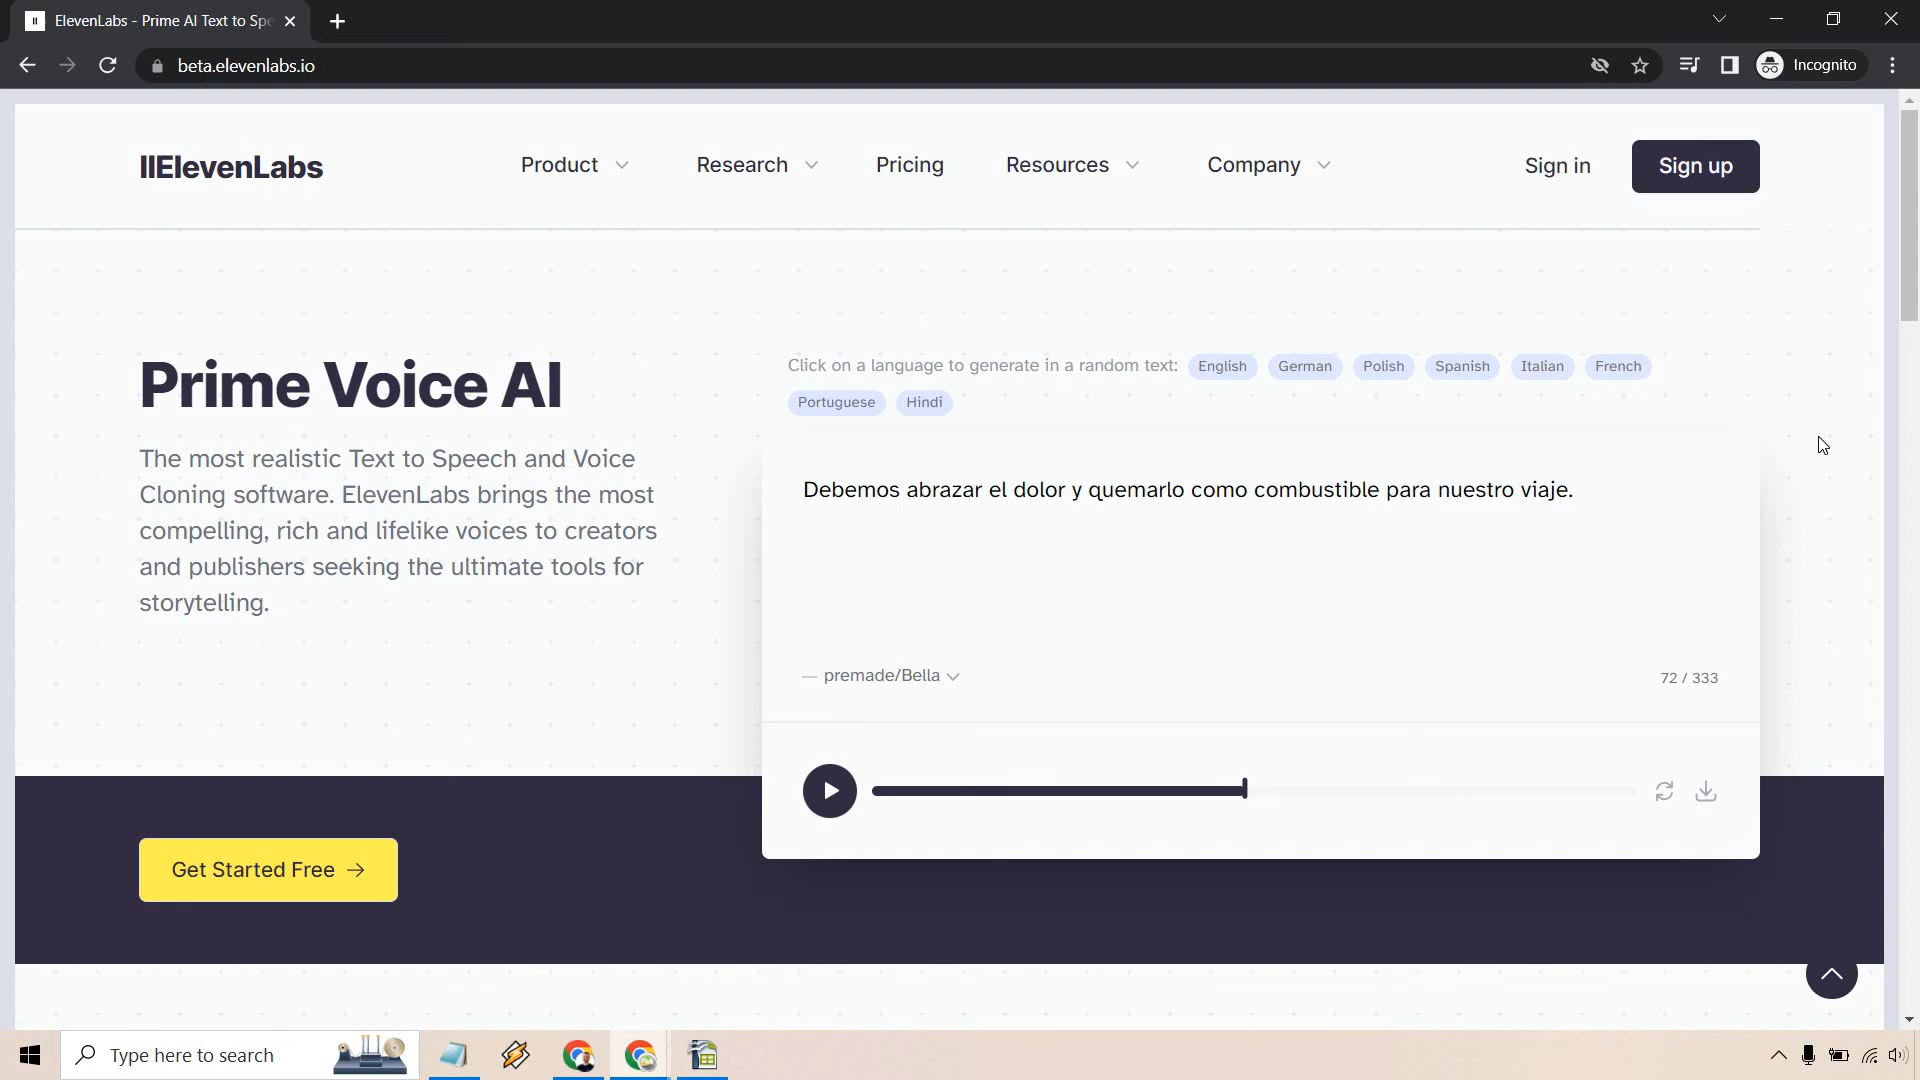 ElevenLabs - Prime AI Text to Spe
beta.elevenlabs.io
Incognito
IIElevenLabs
Product
Research
Pricing
Resources
Company
Sign in
Sign up
Prime Voice AI
The most realistic Text to Speech and Voice
Cloning software. ElevenLabs brings the most
compelling, rich and lifelike voices to creators
and publishers seeking the ultimate tools for
storytelling.
Click on a language to generate in a random text: English German Polish Spanish Italian French
Portuguese Hindi
Debemos abrazar el dolor y quemarlo como combustible para nuestro viaje.
— premade/Bella
72 / 333
Get Started Free →
Type here to search